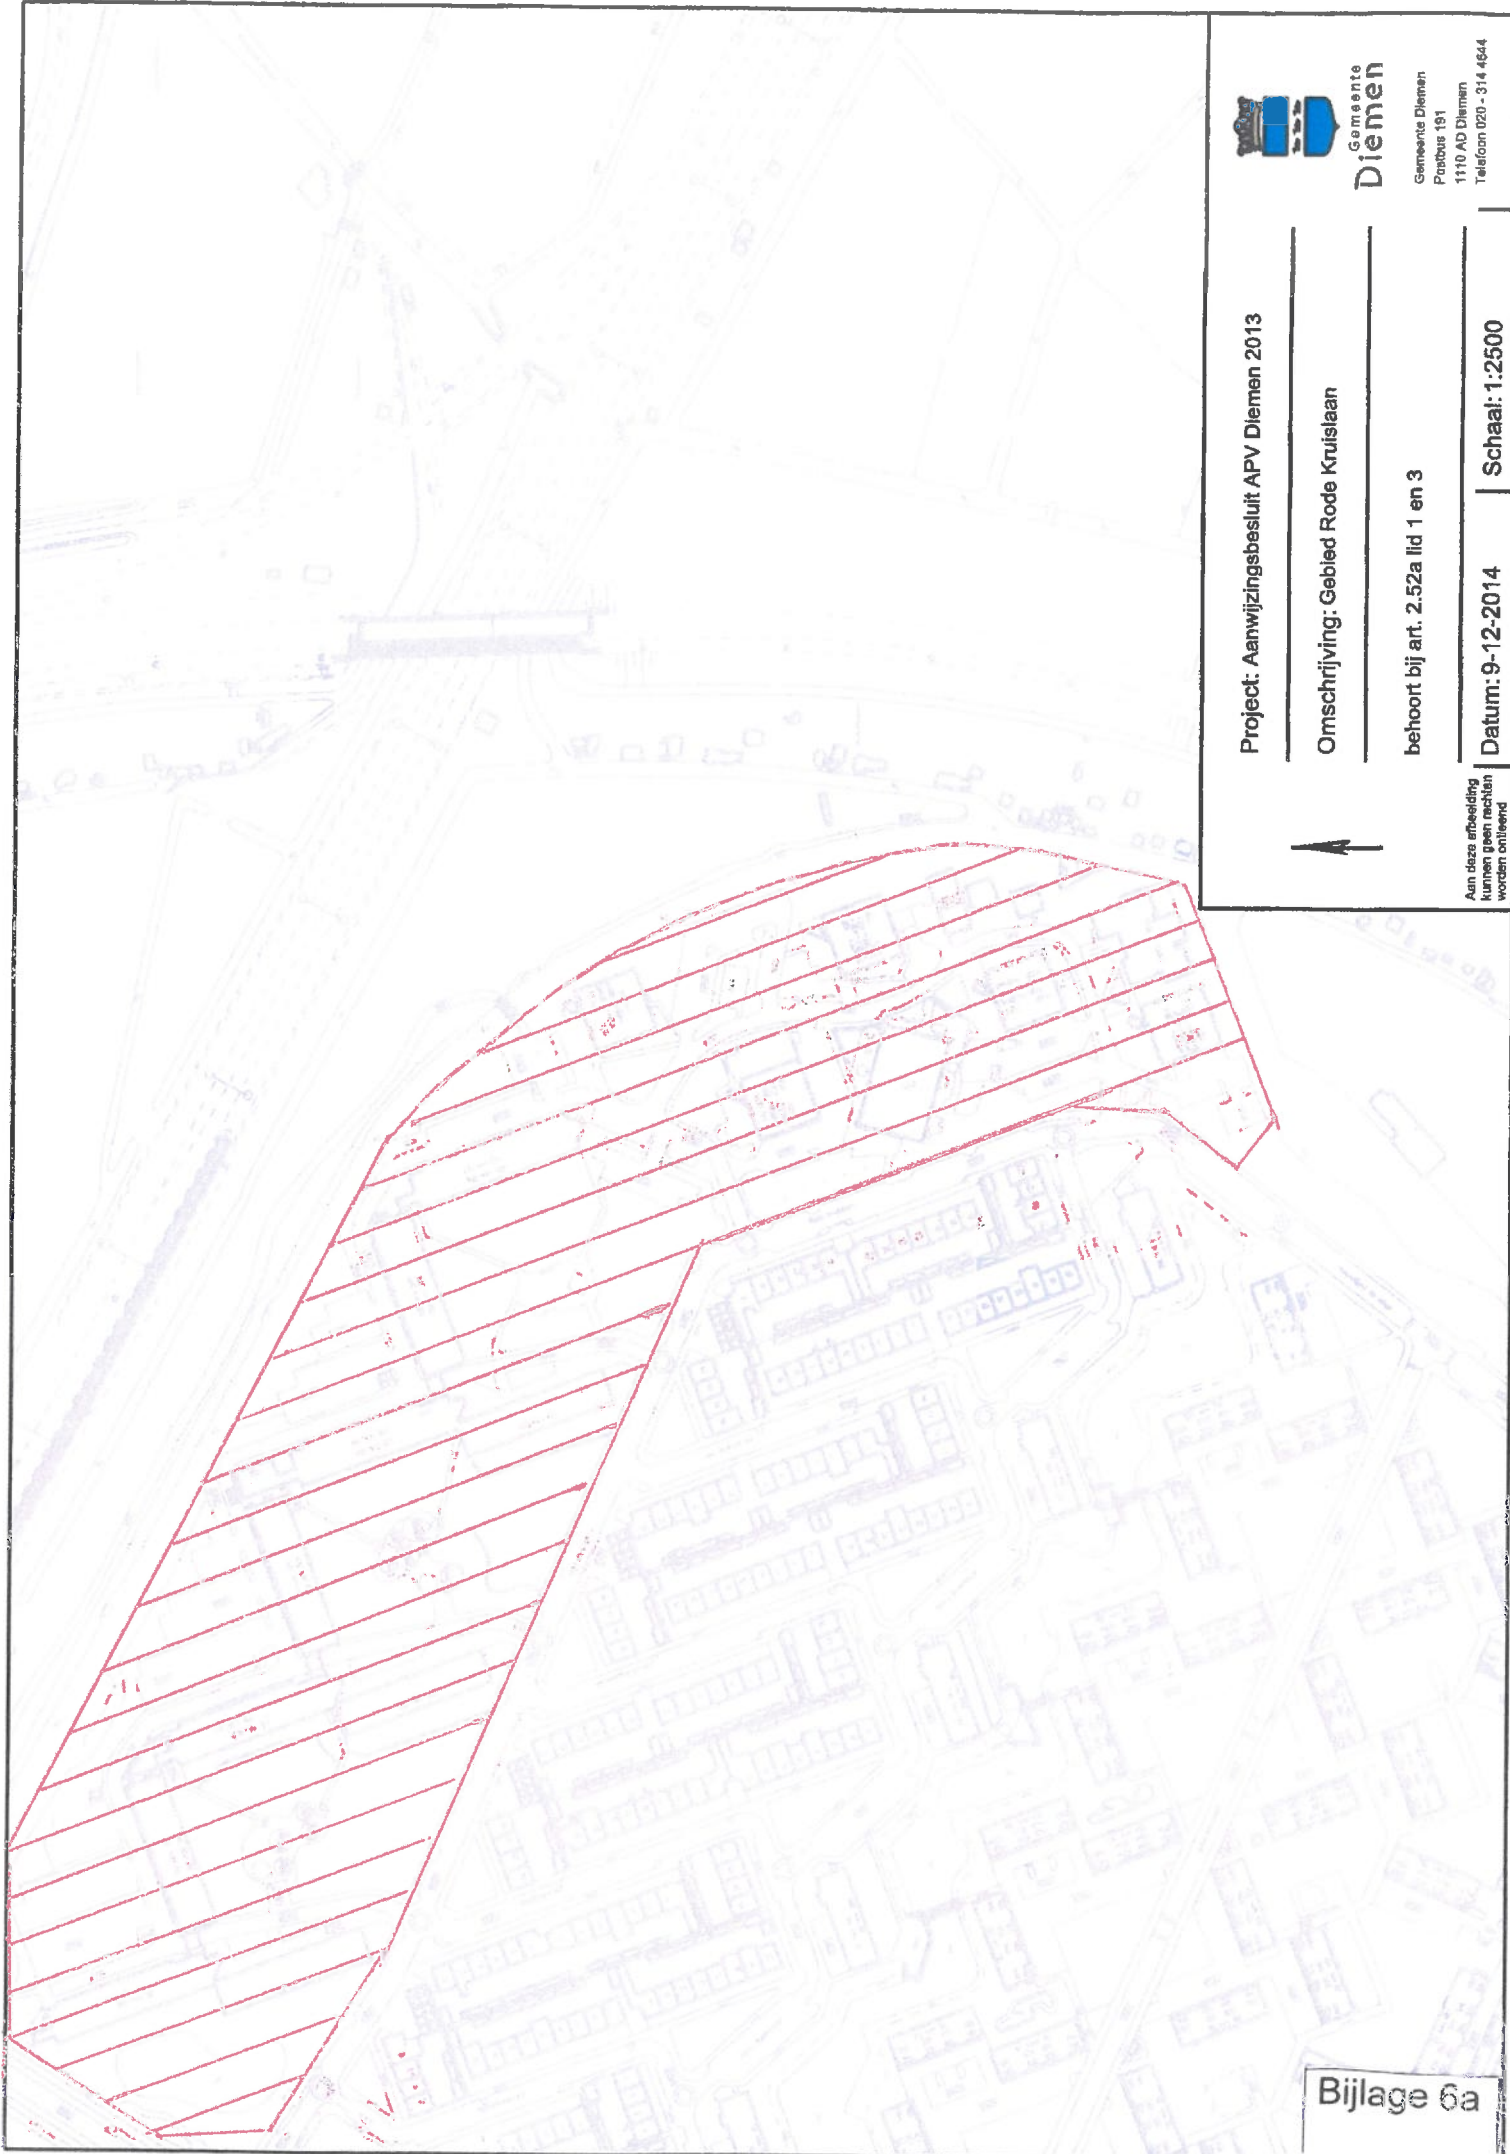 Project: Aanwijzingsbesluit APV Diemen 2013
Omschrijving: Gebied Rode Kruislaan
behoort bij art. 2.52a lid 1 en 3
Aan deze afbeelding
kunnen geen rechten
worden ontleend
Datum: 9-12-2014
Schaal: 1:2500
Gemeente
Diemen
Gemeente Diemen
Postbus 191
1110 AD Diemen
Telefoon 020 - 314 4644
Bijlage 6a